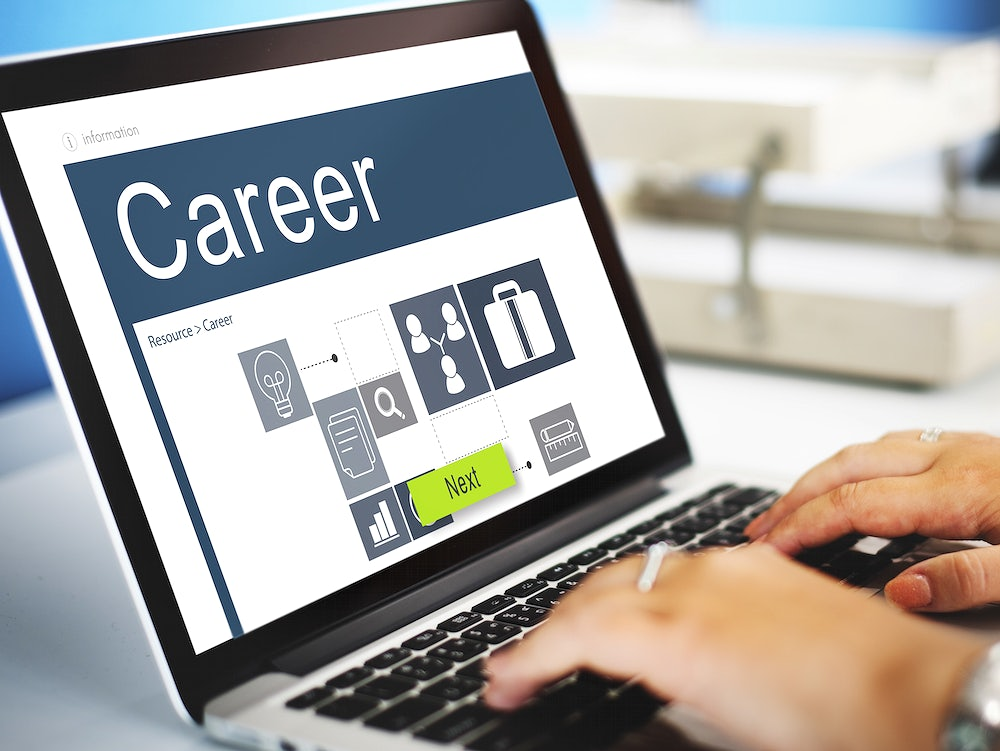 information
Career
Resource > Career
Next